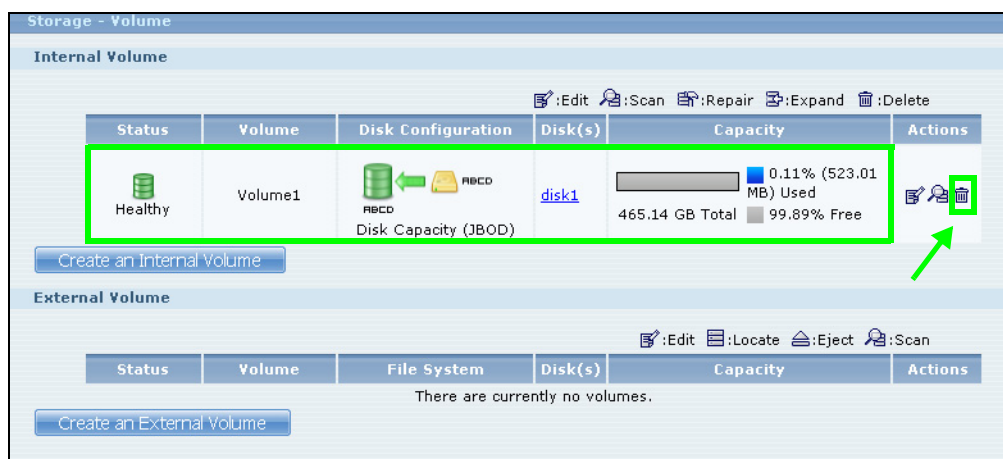 Storage - Volume
Internal Volume
:Edit :Scan :Repair :Expand :Delete
Status Volume Disk Configuration Disk(s) Capacity Actions
ABCD
0.11% (523.01
Healthy Volume1 disk1 MB) Used
ABCD 465.14 GB Total 99.89% Free
Disk Capacity (JBOD)
Create an Internal Volume
External Volume
:Edit :Locate :Eject :Scan
Status Volume File System Disk(s) Capacity Actions
There are currently no volumes.
Create an External Volume